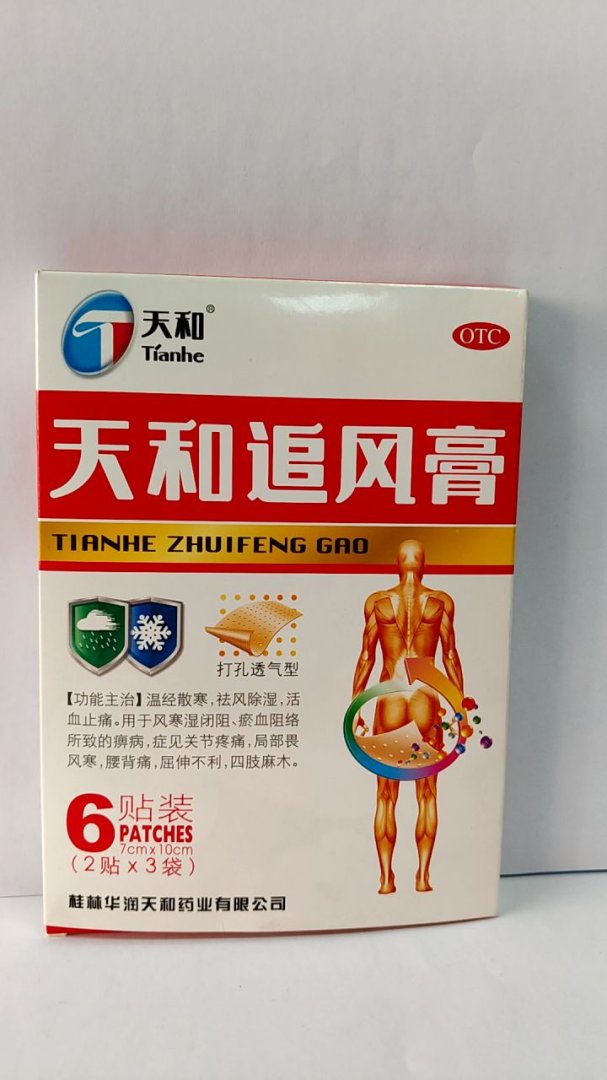 天和®
Tianhe
OTC
天和追风膏
TIANHE ZHUIFENG GAO
打孔透气型
【功能主治】温经散寒,祛风除湿,活
血止痛。用于风寒湿闭阻、瘀血阻络
所致的痹病,症见关节疼痛,局部畏
风寒,腰背痛,屈伸不利,四肢麻木。
6贴装
PATCHES
7cmx10cm
(2贴x3袋)
桂林华润天和药业有限公司